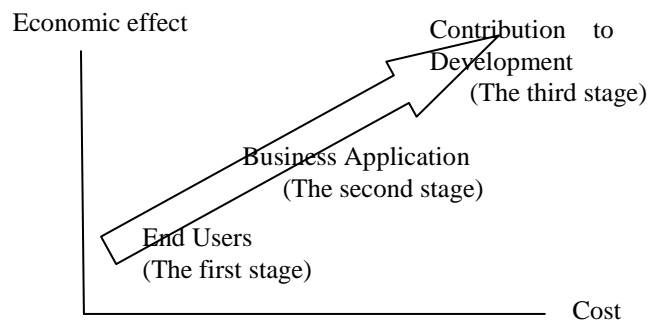 Economic effect
Contribution to
Development
(The third stage)
Business Application
(The second stage)
End Users
(The first stage)
Cost